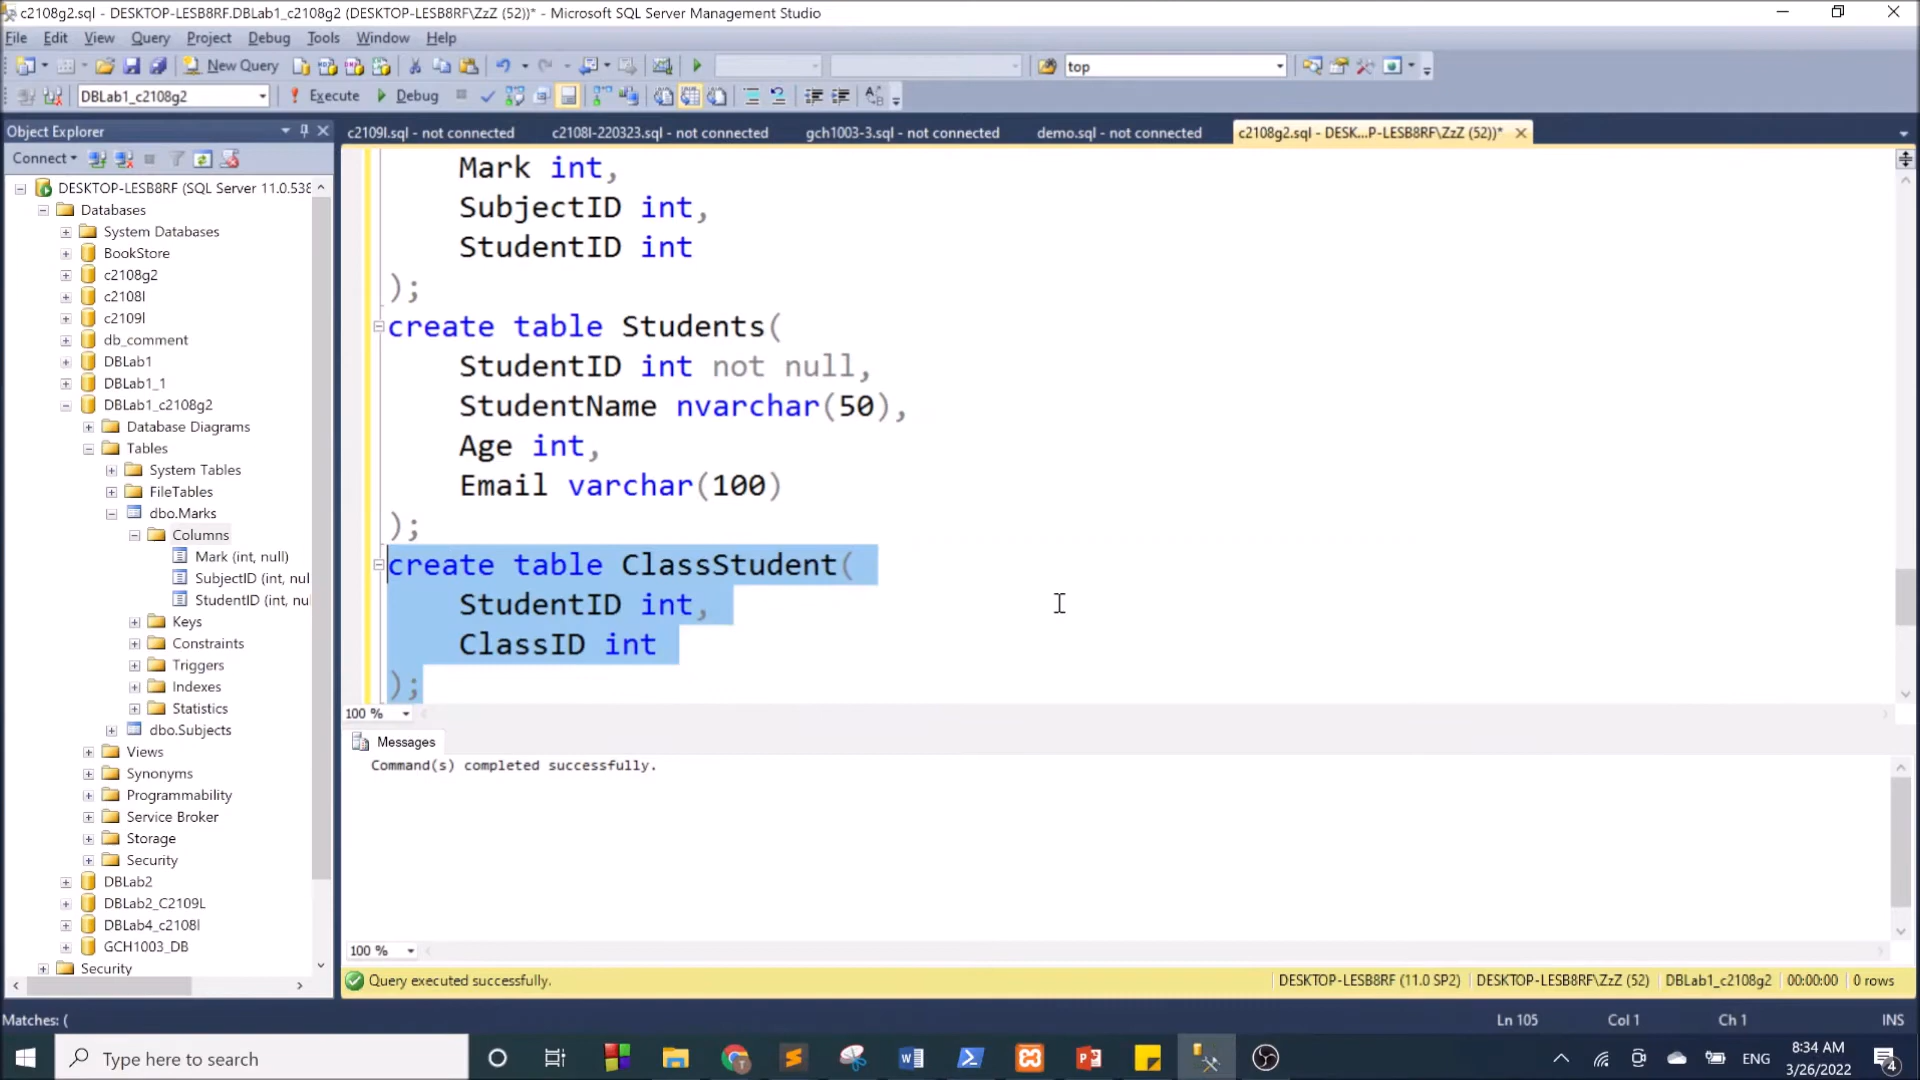 c2108g2.sql - DESKTOP-LESB8RF.DBLab1_c2108g2 (DESKTOP-LESB8RF\ZzZ (52))* - Microsoft SQL Server Management Studio
File Edit View Query Project Debug Tools Window Help
New Query top
DBLab1_c2108g2 Execute Debug
Object Explorer
c2109l.sql - not connected c2108l-220323.sql - not connected gch1003-3.sql - not connected demo.sql - not connected c2108g2.sql - DESK...P-LESB8RF\ZzZ (52))*
Connect
DESKTOP-LESB8RF (SQL Server 11.0.538
Databases
System Databases
BookStore
c2108g2
c2108l
c2109l
db_comment
DBLab1
DBLab1_1
DBLab1_c2108g2
Database Diagrams
Tables
System Tables
FileTables
dbo.Marks
Columns
Mark (int, null)
SubjectID (int, nul
StudentID (int, nu
Keys
Constraints
Triggers
Indexes
Statistics
dbo.Subjects
Views
Synonyms
Programmability
Service Broker
Storage
Security
DBLab2
DBLab2_C2109L
DBLab4_c2108l
GCH1003_DB
Security
Mark int,
SubjectID int,
StudentID int
);
create table Students(
StudentID int not null,
StudentName nvarchar(50),
Age int,
Email varchar(100)
);
create table ClassStudent(
StudentID int,
ClassID int
);
100 %
Messages
Command(s) completed successfully.
100 %
Query executed successfully. DESKTOP-LESB8RF (11.0 SP2) DESKTOP-LESB8RF\ZzZ (52) DBLab1_c2108g2 00:00:00 0 rows
Matches: ( Ln 105 Col 1 Ch 1 INS
Type here to search ENG 8:34 AM
3/26/2022 4